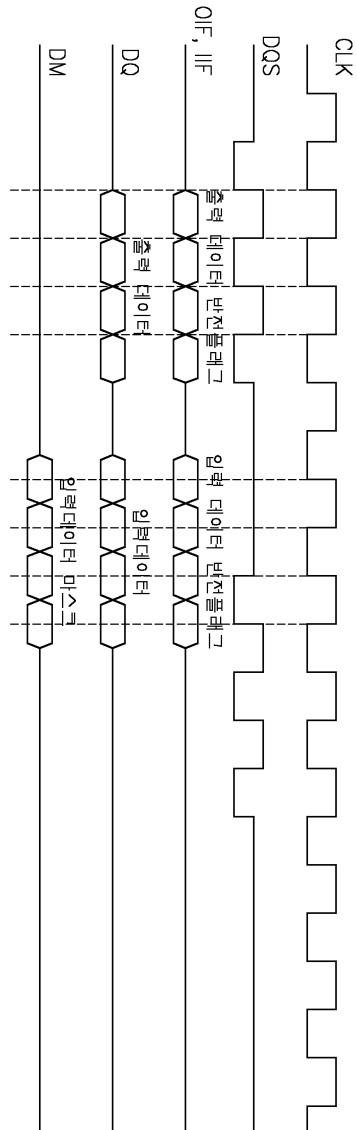 CLK
DQS
OIF, IIF
출력 데이터 반전플래그
입력 데이터 반전플래그
DQ
출력 데이터
입력데이터
DM
입력데이터 마스크